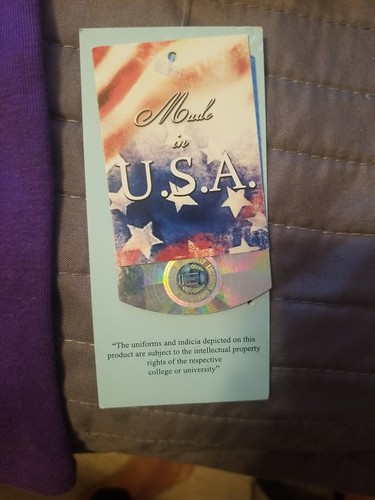 Made
in
U.S.A.
"The uniforms and indicia depicted on this
product are subject to the intellectual property
rights of the respective
college or university"